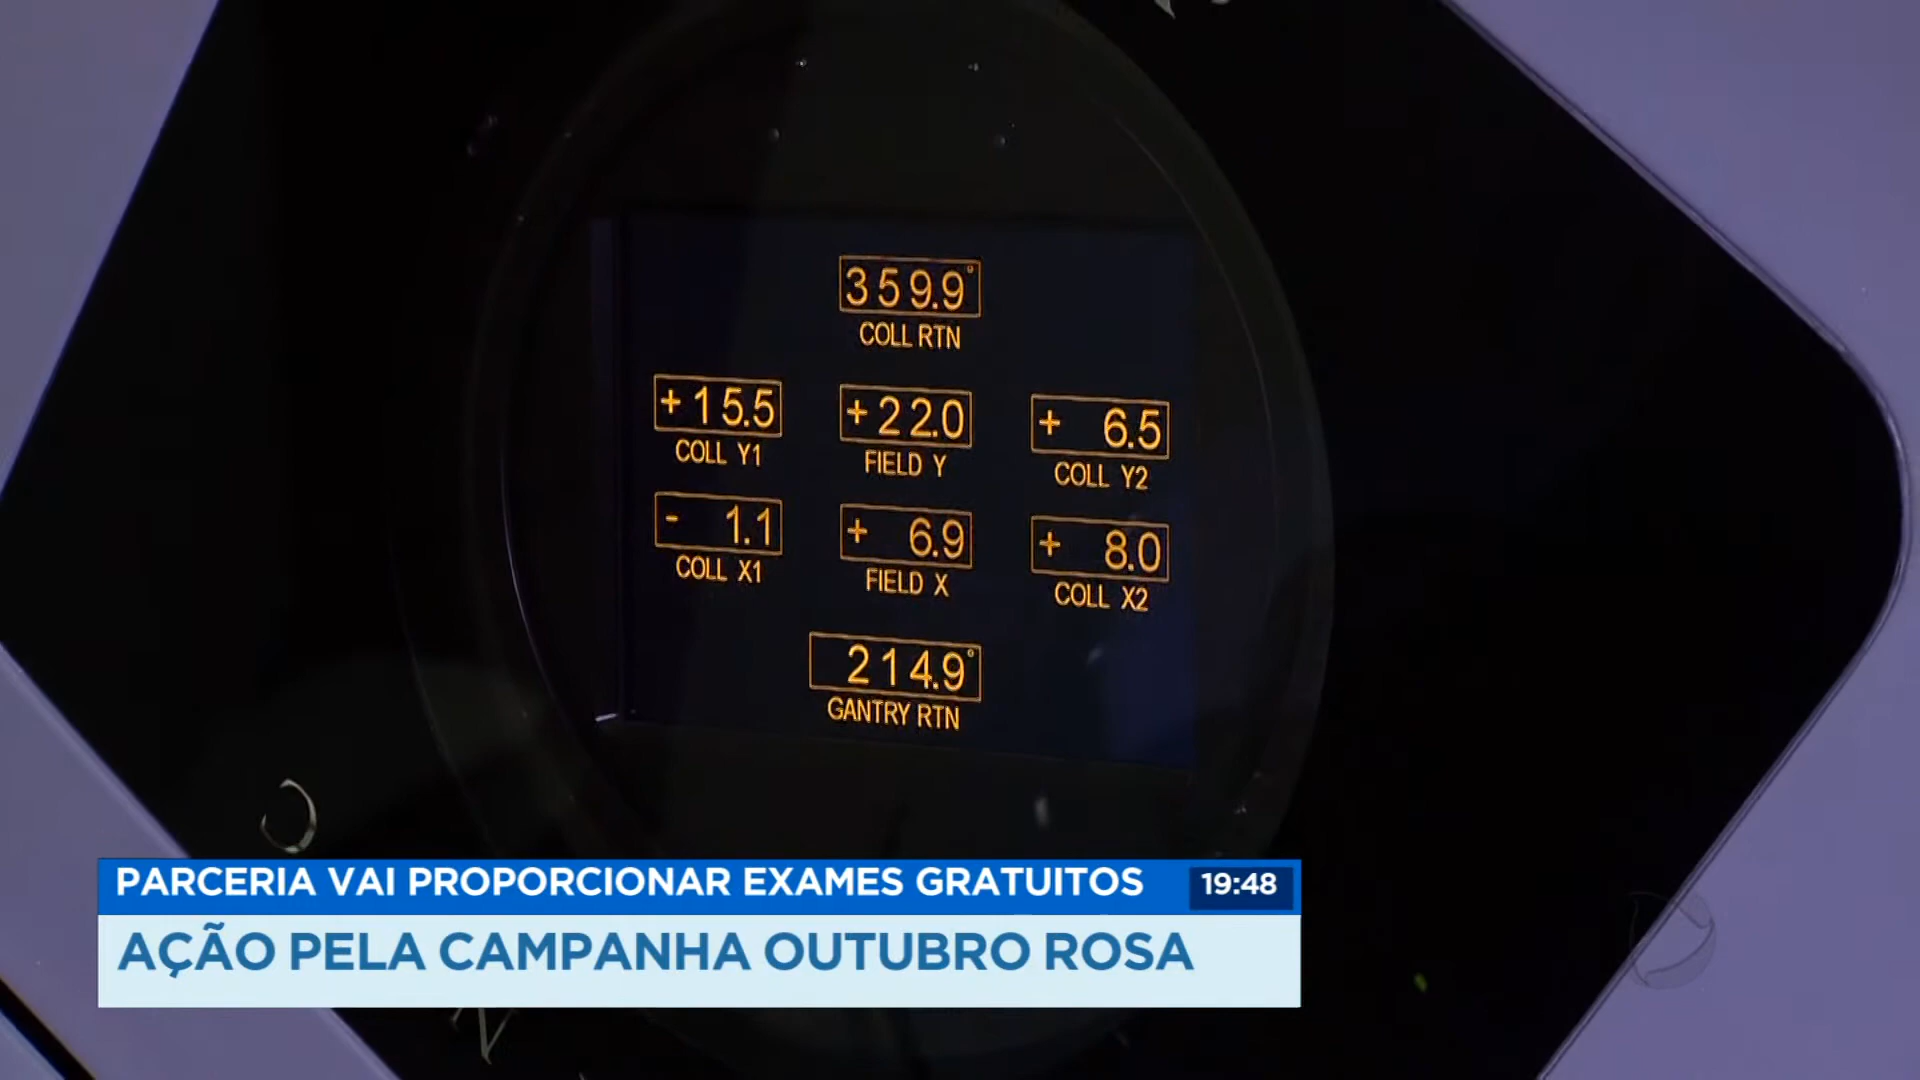 359.9°
COLL RTN
+15.5 +22.0 + 6.5
COLL Y1 FIELD Y COLL Y2
- 1.1 + 6.9 + 8.0
COLL X1 FIELD X COLL X2
214.9°
GANTRY RTN
PARCERIA VAI PROPORCIONAR EXAMES GRATUITOS 19:48
AÇÃO PELA CAMPANHA OUTUBRO ROSA